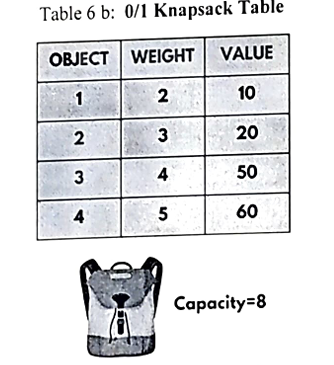 Table 6 b: 0/1 Knapsack Table
OBJECT WEIGHT VALUE
1 2 10
2 3 20
3 4 50
4 5 60
Capacity=8